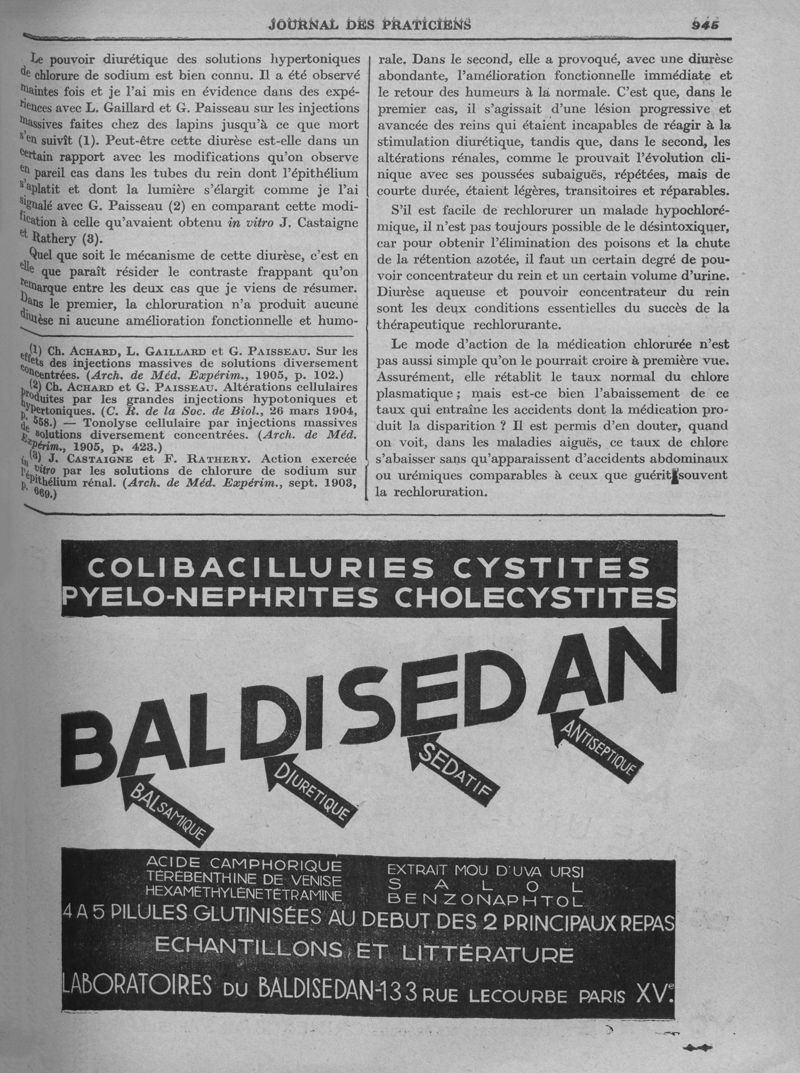 JOURNAL DES PRATICIENS
945
Le pouvoir diurétique des solutions hypertoniques
de chlorure de sodium est bien connu. Il a été observé
maintes fois et je l'ai mis en évidence dans des expé-
riences avec L. Gaillard et G. Paisseau sur les injections
massives faites chez des lapins jusqu'à ce que mort
s'en suivît (1). Peut-être cette diurèse est-elle dans un
certain rapport avec les modifications qu'on observe
en pareil cas dans les tubes du rein dont l'épithélium
s'aplatit et dont la lumière s'élargit comme je l'ai
signalé avec G. Paisseau (2) en comparant cette modi-
fication à celle qu'avaient obtenu in vitro J. Castaigne
et Rathery (3).
Quel que soit le mécanisme de cette diurèse, c'est en
elle que paraît résider le contraste frappant qu'on
remarque entre les deux cas que je viens de résumer.
Dans le premier, la chloruration n'a produit aucune
diurèse ni aucune amélioration fonctionnelle et humo-
(1) Ch. ACHARD, L. GAILLARD et G. PAISSEAU. Sur les
effets des injections massives de solutions diversement
concentrées. (Arch. de Méd. Expérim., 1905, p. 102.)
(2) Ch. ACHARD et G. PAISSEAU. Altérations cellulaires
produites par les grandes injections hypotoniques et
hypertoniques. (C. R. de la Soc. de Biol., 26 mars 1904,
p. 558.) — Tonolyse cellulaire par injections massives
de solutions diversement concentrées. (Arch. de Méd.
Expérim., 1905, p. 423.)
(3) J. CASTAIGNE et F. RATHERY. Action exercée
in vitro par les solutions de chlorure de sodium sur
l'épithélium rénal. (Arch. de Méd. Expérim., sept. 1903,
p. 669.)
rale. Dans le second, elle a provoqué, avec une diurèse
abondante, l'amélioration fonctionnelle immédiate et
le retour des humeurs à la normale. C'est que, dans le
premier cas, il s'agissait d'une lésion progressive et
avancée des reins qui étaient incapables de réagir à la
stimulation diurétique, tandis que, dans le second, les
altérations rénales, comme le prouvait l'évolution cli-
nique avec ses poussées subaiguës, répétées, mais de
courte durée, étaient légères, transitoires et réparables.
S'il est facile de rechlorurer un malade hypochloré-
mique, il n'est pas toujours possible de le désintoxiquer,
car pour obtenir l'élimination des poisons et la chute
de la rétention azotée, il faut un certain degré de pou-
voir concentrateur du rein et un certain volume d'urine.
Diurèse aqueuse et pouvoir concentrateur du rein
sont les deux conditions essentielles du succès de la
thérapeutique rechlorurante.
Le mode d'action de la médication chlorurée n'est
pas aussi simple qu'on le pourrait croire à première vue.
Assurément, elle rétablit le taux normal du chlore
plasmatique ; mais est-ce bien l'abaissement de ce
taux qui entraîne les accidents dont la médication pro-
duit la disparition ? Il est permis d'en douter, quand
on voit, dans les maladies aiguës, ce taux de chlore
s'abaisser sans qu'apparaissent d'accidents abdominaux
ou urémiques comparables à ceux que guérit souvent
la rechloruration.
COLIBACILLURIES CYSTITES
PYELO-NEPHRITES CHOLECYSTITES
BALDISEDAN
BALSAMIQUE
DIURETIQUE
SEDATIF
ANTISEPTIQUE
ACIDE CAMPHORIQUE
TÉRÉBENTHINE DE VENISE
HEXAMÉTHYLÈNETÉTRAMINE
EXTRAIT MOU D'UVA URSI
SALOL
BENZONAPHTOL
4 A 5 PILULES GLUTINISÉES AU DEBUT DES 2 PRINCIPAUX REPAS
ECHANTILLONS ET LITTÉRATURE
LABORATOIRES DU BALDISEDAN-133 RUE LECOURBE PARIS XVe.